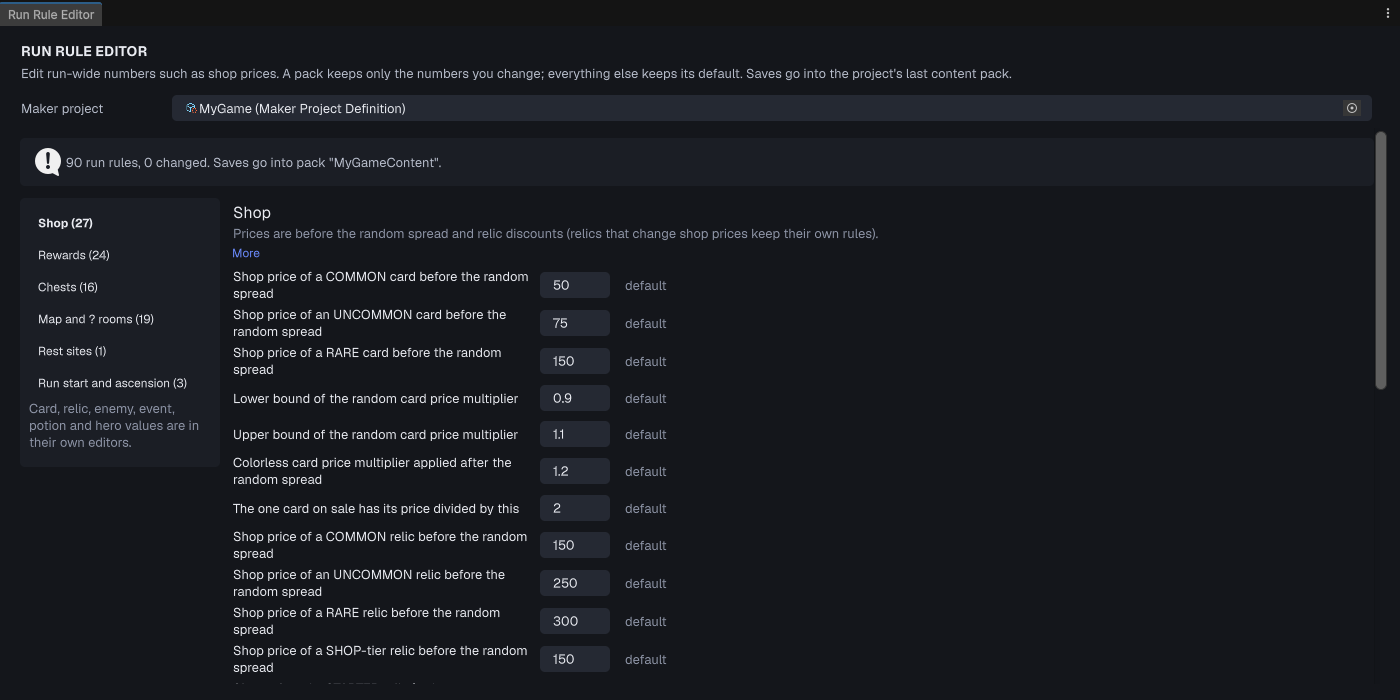 Run Rule Editor
RUN RULE EDITOR
Edit run-wide numbers such as shop prices. A pack keeps only the numbers you change; everything else keeps its default. Saves go into the project's last content pack.
Maker project
MyGame (Maker Project Definition)
90 run rules, 0 changed. Saves go into pack "MyGameContent".
Shop (27)
Rewards (24)
Chests (16)
Map and ? rooms (19)
Rest sites (1)
Run start and ascension (3)
Card, relic, enemy, event,
potion and hero values are in
their own editors.
Shop
Prices are before the random spread and relic discounts (relics that change shop prices keep their own rules).
More
Shop price of a COMMON card before the random
spread
50
default
Shop price of an UNCOMMON card before the
random spread
75
default
Shop price of a RARE card before the random
spread
150
default
Lower bound of the random card price multiplier
0.9
default
Upper bound of the random card price multiplier
1.1
default
Colorless card price multiplier applied after the
random spread
1.2
default
The one card on sale has its price divided by this
2
default
Shop price of a COMMON relic before the random
spread
150
default
Shop price of an UNCOMMON relic before the
random spread
250
default
Shop price of a RARE relic before the random
spread
300
default
Shop price of a SHOP-tier relic before the random
spread
150
default